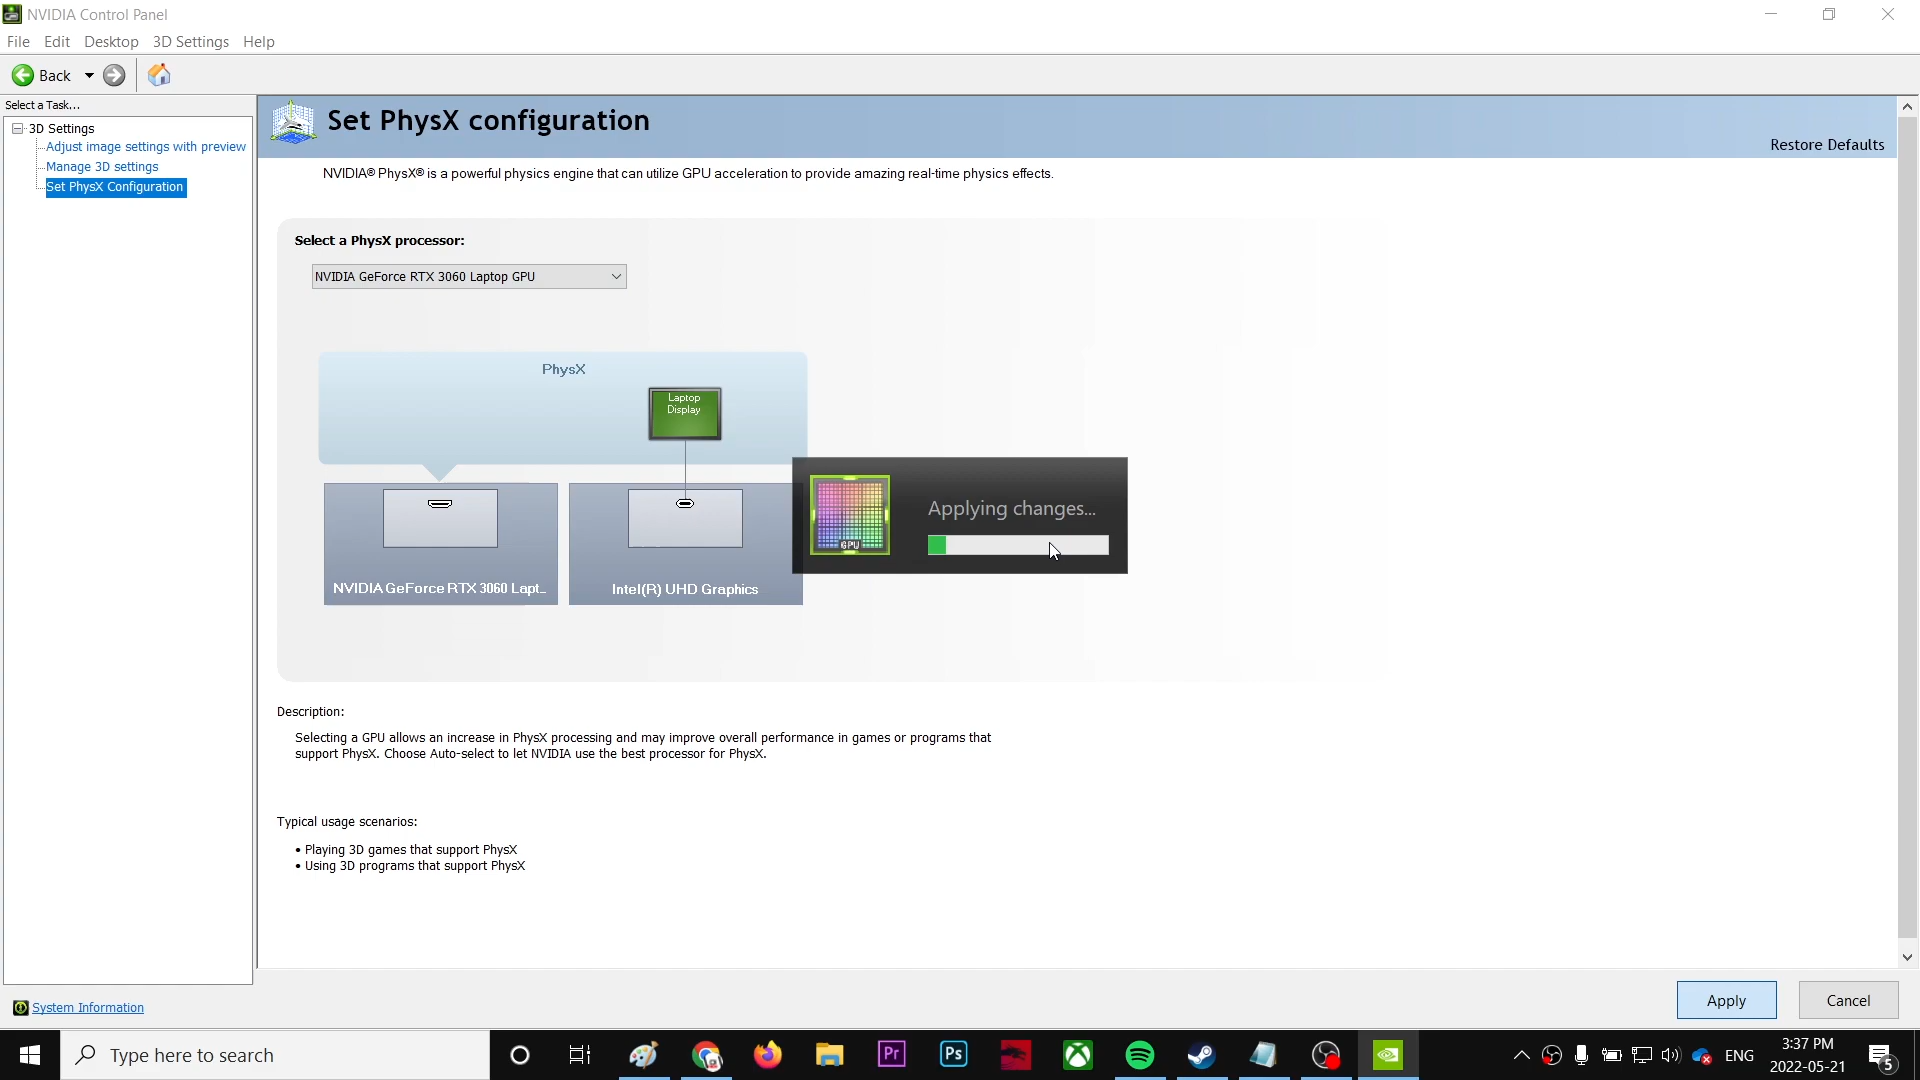 NVIDIA Control Panel
File Edit Desktop 3D Settings Help
Back
Select a Task...
3D Settings
Adjust image settings with preview
Manage 3D settings
Set PhysX Configuration
Set PhysX configuration
Restore Defaults
NVIDIA® PhysX® is a powerful physics engine that can utilize GPU acceleration to provide amazing real-time physics effects.
Select a PhysX processor:
NVIDIA GeForce RTX 3060 Laptop GPU
PhysX
Laptop
Display
NVIDIA GeForce RTX 3060 Lapt...
Intel(R) UHD Graphics
GPU
Applying changes...
Description:
Selecting a GPU allows an increase in PhysX processing and may improve overall performance in games or programs that
support PhysX. Choose Auto-select to let NVIDIA use the best processor for PhysX.
Typical usage scenarios:
• Playing 3D games that support PhysX
• Using 3D programs that support PhysX
System Information
Apply
Cancel
Type here to search
Pr
Ps
ENG
3:37 PM
2022-05-21
5